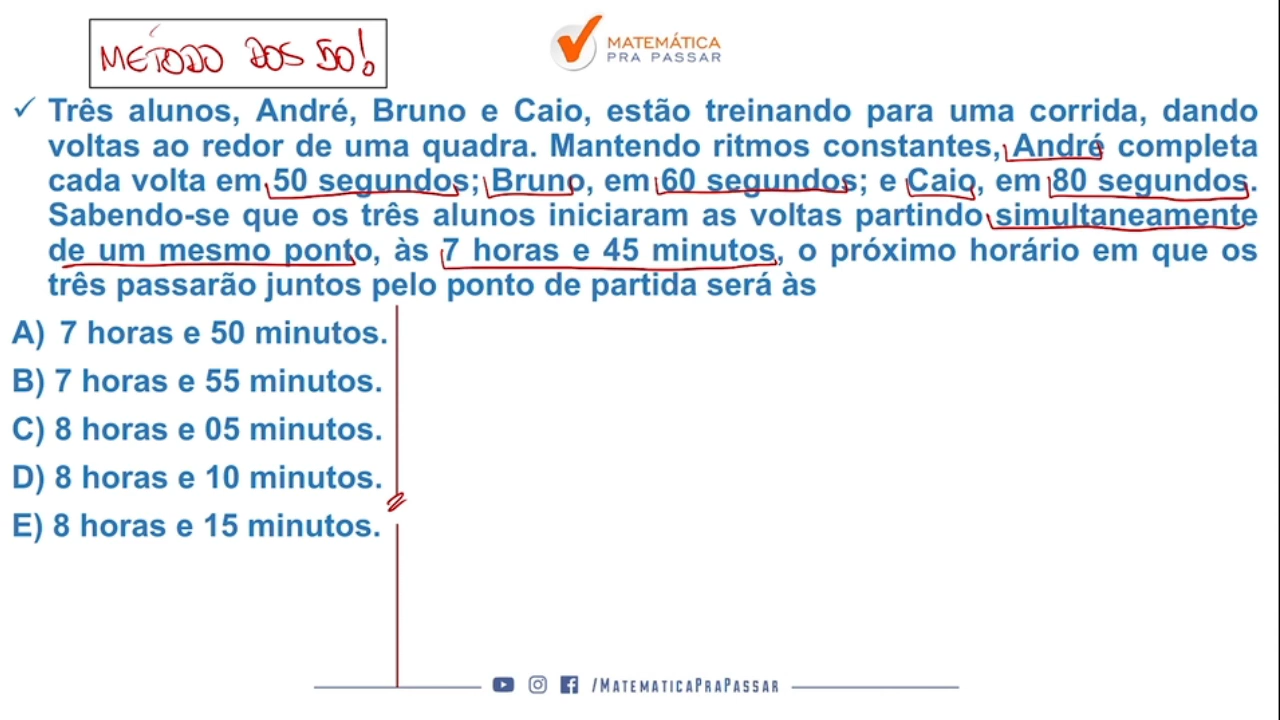 MÉTODO DOS 50!
MATEMÁTICA
PRA PASSAR
✓ Três alunos, André, Bruno e Caio, estão treinando para uma corrida, dando
voltas ao redor de uma quadra. Mantendo ritmos constantes, André completa
cada volta em 50 segundos; Bruno, em 60 segundos; e Caio, em 80 segundos.
Sabendo-se que os três alunos iniciaram as voltas partindo simultaneamente
de um mesmo ponto, às 7 horas e 45 minutos, o próximo horário em que os
três passarão juntos pelo ponto de partida será às
A) 7 horas e 50 minutos.
B) 7 horas e 55 minutos.
C) 8 horas e 05 minutos.
D) 8 horas e 10 minutos.
E) 8 horas e 15 minutos.
/MATEMATICAPRAPASSAR